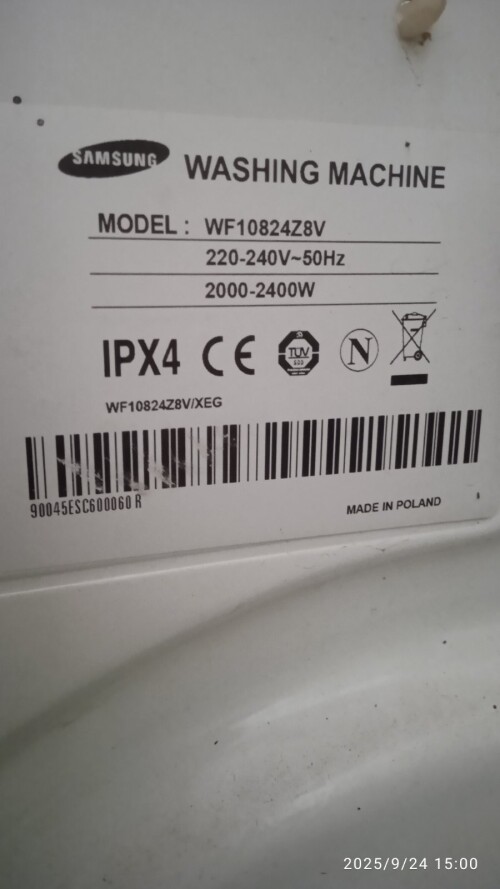 SAMSUNG WASHING MACHINE
MODEL : WF10824Z8V
220-240V~50Hz
2000-2400W
IPX4 CE TÜV N
WF10824Z8V/XEG
90045ESC600060 R
MADE IN POLAND
2025/9/24 15:00